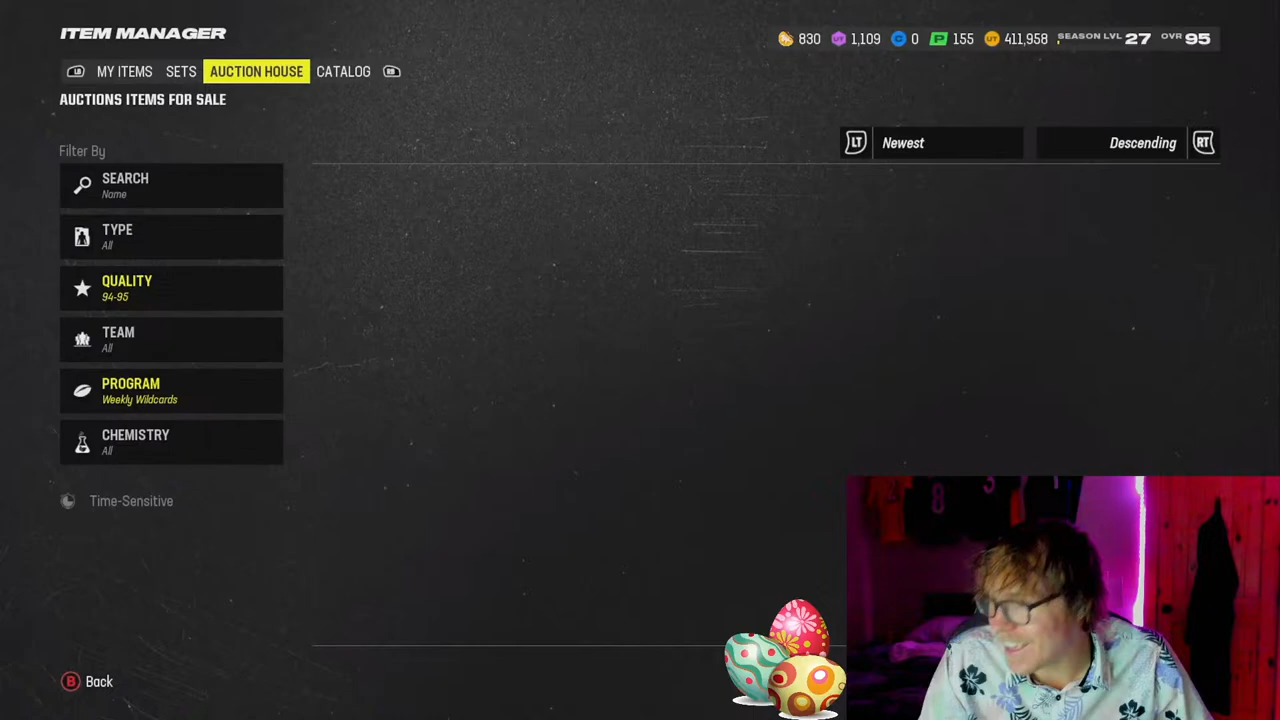 ITEM MANAGER
830 1,109 0 155 411,958 SEASON LVL 27 OVR 95
LB MY ITEMS SETS AUCTION HOUSE CATALOG RB
AUCTIONS ITEMS FOR SALE
Filter By
LT Newest Descending RT
SEARCH
Name
TYPE
All
QUALITY
94-95
TEAM
All
PROGRAM
Weekly Wildcards
CHEMISTRY
All
Time-Sensitive
B Back